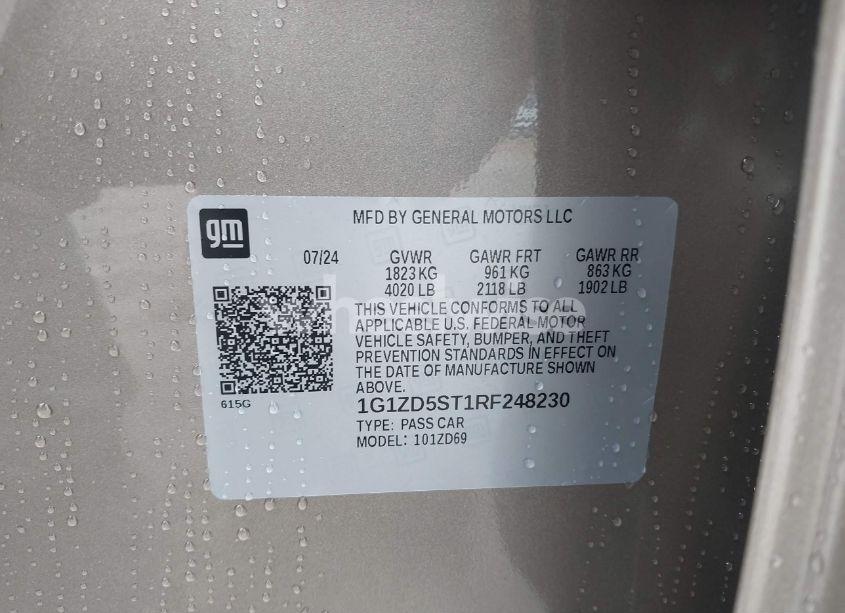 gm
MFD BY GENERAL MOTORS LLC
07/24 GVWR GAWR FRT GAWR RR
1823 KG 961 KG 863 KG
4020 LB 2118 LB 1902 LB
THIS VEHICLE CONFORMS TO ALL
APPLICABLE U.S. FEDERAL MOTOR
VEHICLE SAFETY, BUMPER, AND THEFT
PREVENTION STANDARDS IN EFFECT ON
THE DATE OF MANUFACTURE SHOWN
ABOVE.
615G
1G1ZD5ST1RF248230
TYPE: PASS CAR
MODEL: 101ZD69